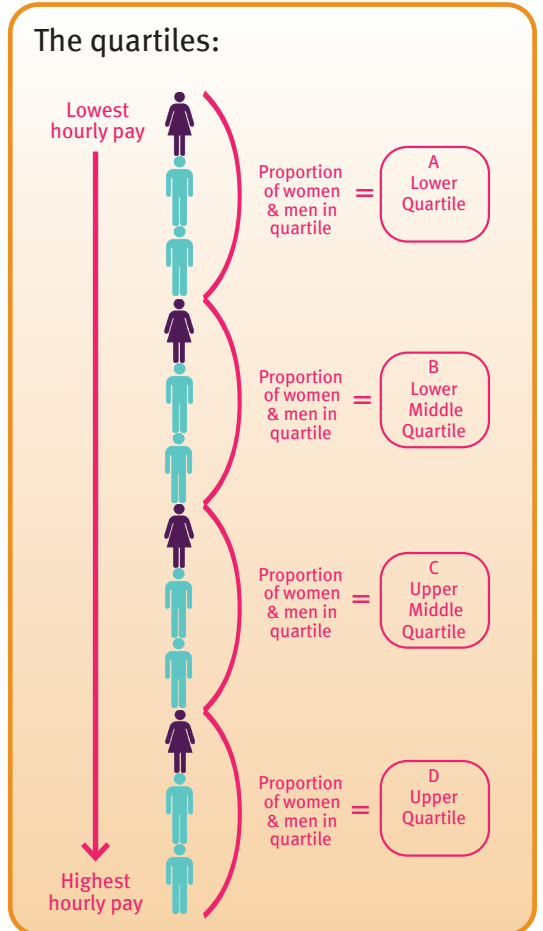 The quartiles:
Lowest
hourly pay
Proportion
of women
& men in
quartile
=
A
Lower
Quartile
Proportion
of women
& men in
quartile
=
B
Lower
Middle
Quartile
Proportion
of women
& men in
quartile
=
C
Upper
Middle
Quartile
Proportion
of women
& men in
quartile
=
D
Upper
Quartile
Highest
hourly pay